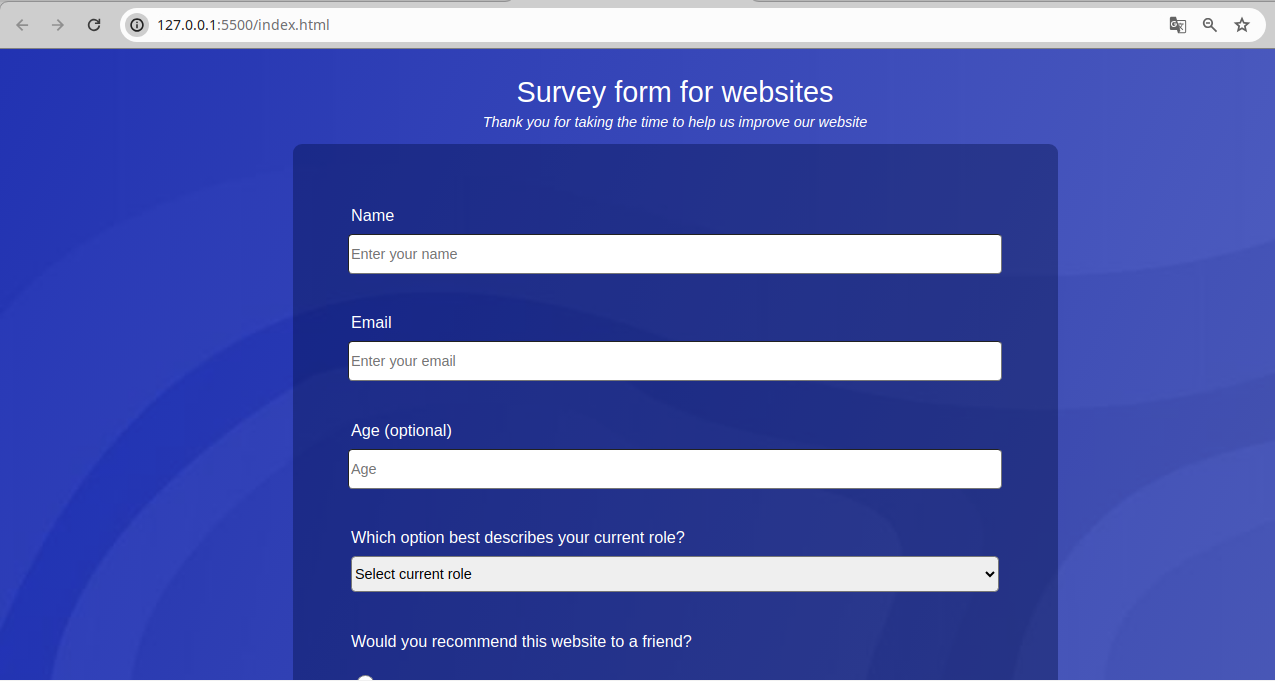 127.0.0.1:5500/index.html
Survey form for websites
Thank you for taking the time to help us improve our website
Name
Enter your name
Email
Enter your email
Age (optional)
Age
Which option best describes your current role?
Select current role
Would you recommend this website to a friend?